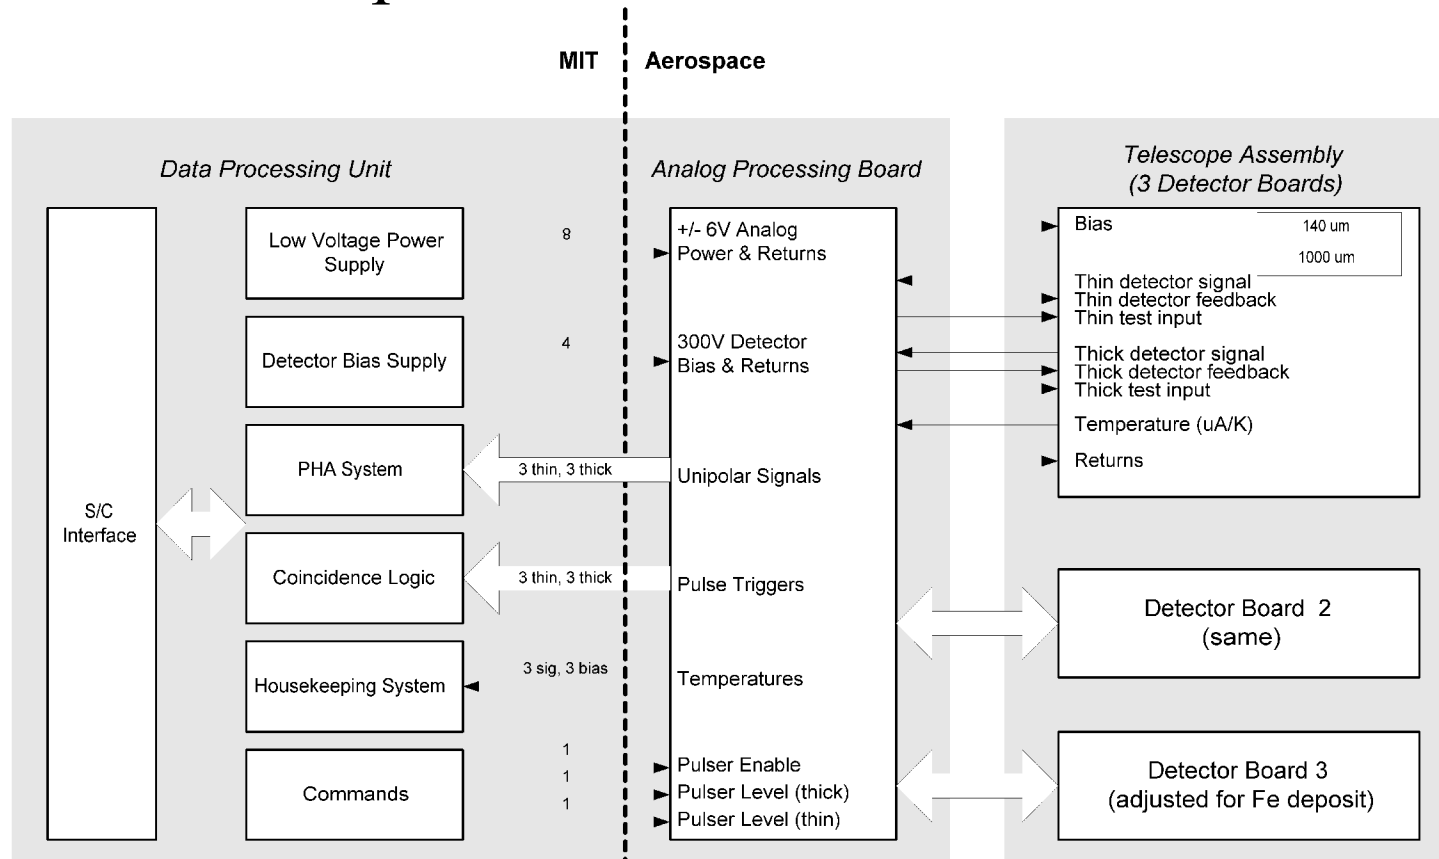 MIT
Aerospace
Data Processing Unit
Analog Processing Board
Telescope Assembly
(3 Detector Boards)
S/C
Interface
Low Voltage Power
Supply
Detector Bias Supply
PHA System
Coincidence Logic
Housekeeping System
Commands
8
4
3 thin, 3 thick
3 thin, 3 thick
3 sig, 3 bias
1
1
1
+/- 6V Analog
Power & Returns
300V Detector
Bias & Returns
Unipolar Signals
Pulse Triggers
Temperatures
Pulser Enable
Pulser Level (thick)
Pulser Level (thin)
Bias
140 um
1000 um
Thin detector signal
Thin detector feedback
Thin test input
Thick detector signal
Thick detector feedback
Thick test input
Temperature (uA/K)
Returns
Detector Board 2
(same)
Detector Board 3
(adjusted for Fe deposit)